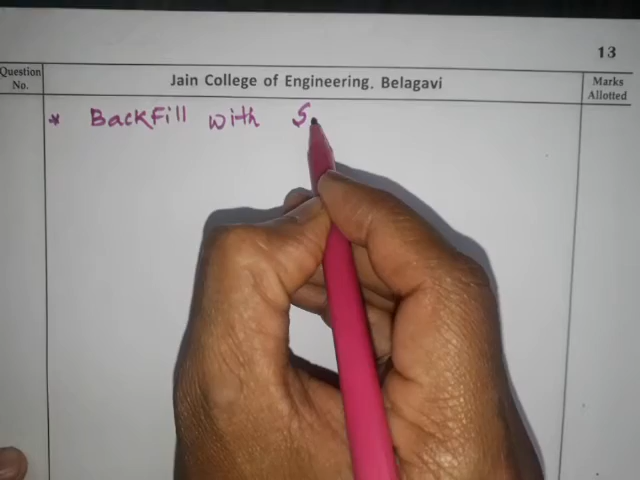 13
Question No.
Jain College of Engineering. Belagavi
Marks Allotted
* BackFill with S